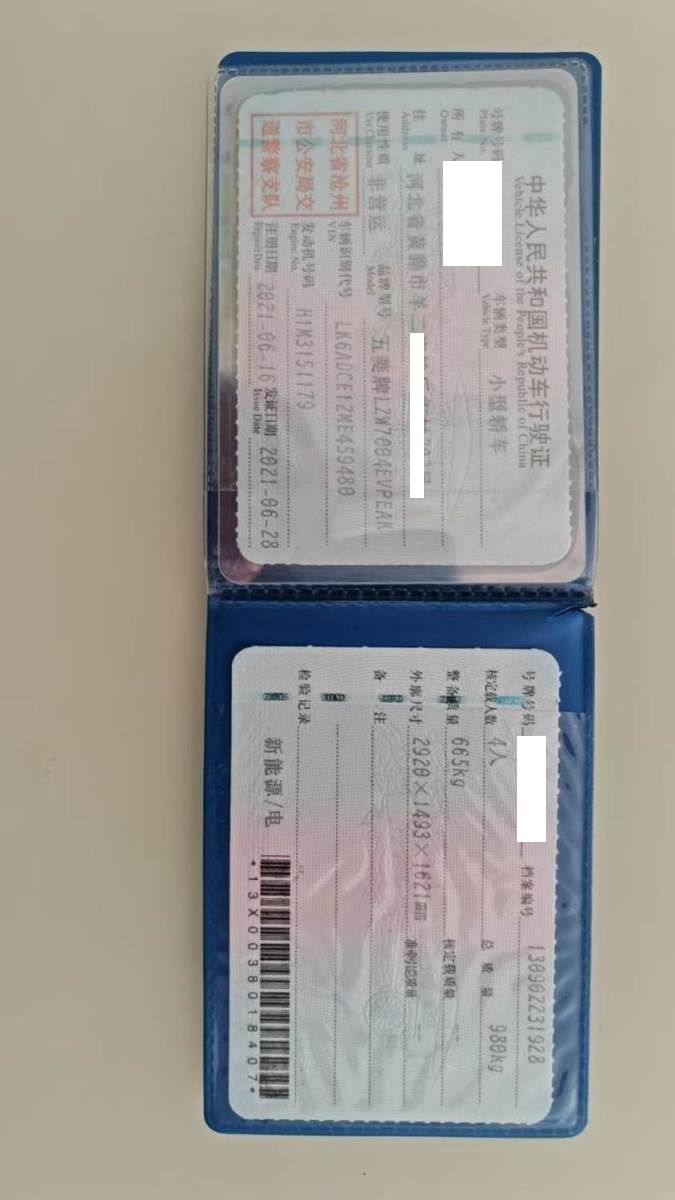 中华人民共和国机动车行驶证
Vehicle License of the People's Republic of China
号牌号码
Plate No.
车辆类型 小型轿车
Vehicle Type
所有人
Owner
住 址 河北省黄骅市羊二
Address
使用性质 非营运 品牌型号 五菱牌LZW7004EVPEAK
Use Character Model
河北省沧州
市公安局交
通警察支队
车辆识别代号 LK6ADCE12ME459480
VIN
发动机号码 H1M3151179
Engine No.
注册日期 2021-06-16 发证日期 2021-06-28
Register Date Issue Date
号牌号码 档案编号 130902231928
核定载人数 4人 总 质 量 980kg
整备质量 665kg 核定载质量 --
外廓尺寸 2920×1493×1621mm 准牵引总质量 --
备 注
检验记录
新能源/电
*13X0038018407*